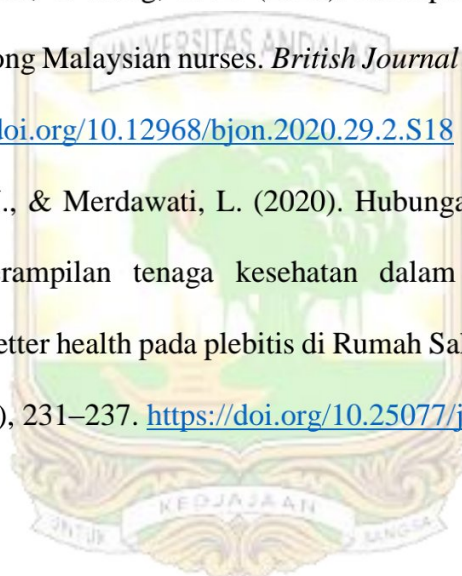 ong Malaysian nurses. British Journal
doi.org/10.12968/bjon.2020.29.2.S18
., & Merdawati, L. (2020). Hubunga
erampilan tenaga kesehatan dalam
etter health pada plebitis di Rumah Sa
), 231–237. https://doi.org/10.25077/j
UNIVERSITAS ANDALAS
KEDJAJAAN
UNTUK
BANGSA